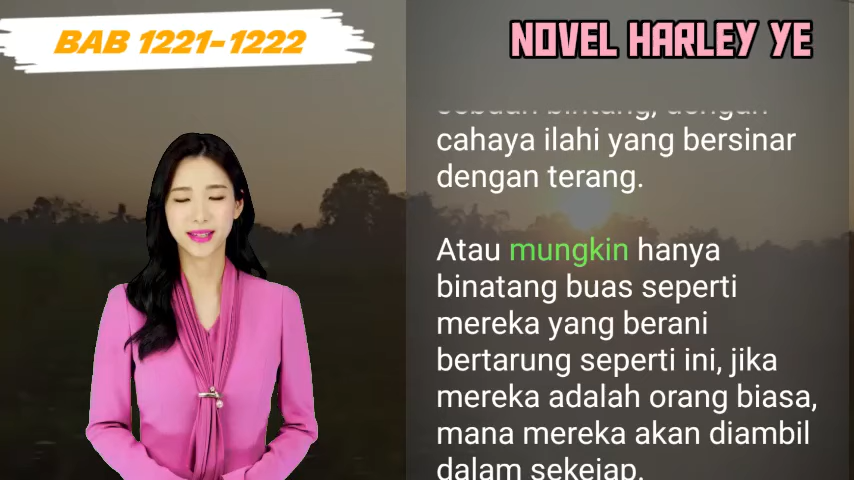 BAB 1221-1222
NOVEL HARLEY YE
cahaya ilahi yang bersinar
dengan terang.
Atau mungkin hanya
binatang buas seperti
mereka yang berani
bertarung seperti ini, jika
mereka adalah orang biasa,
mana mereka akan diambil
dalam sekejap.